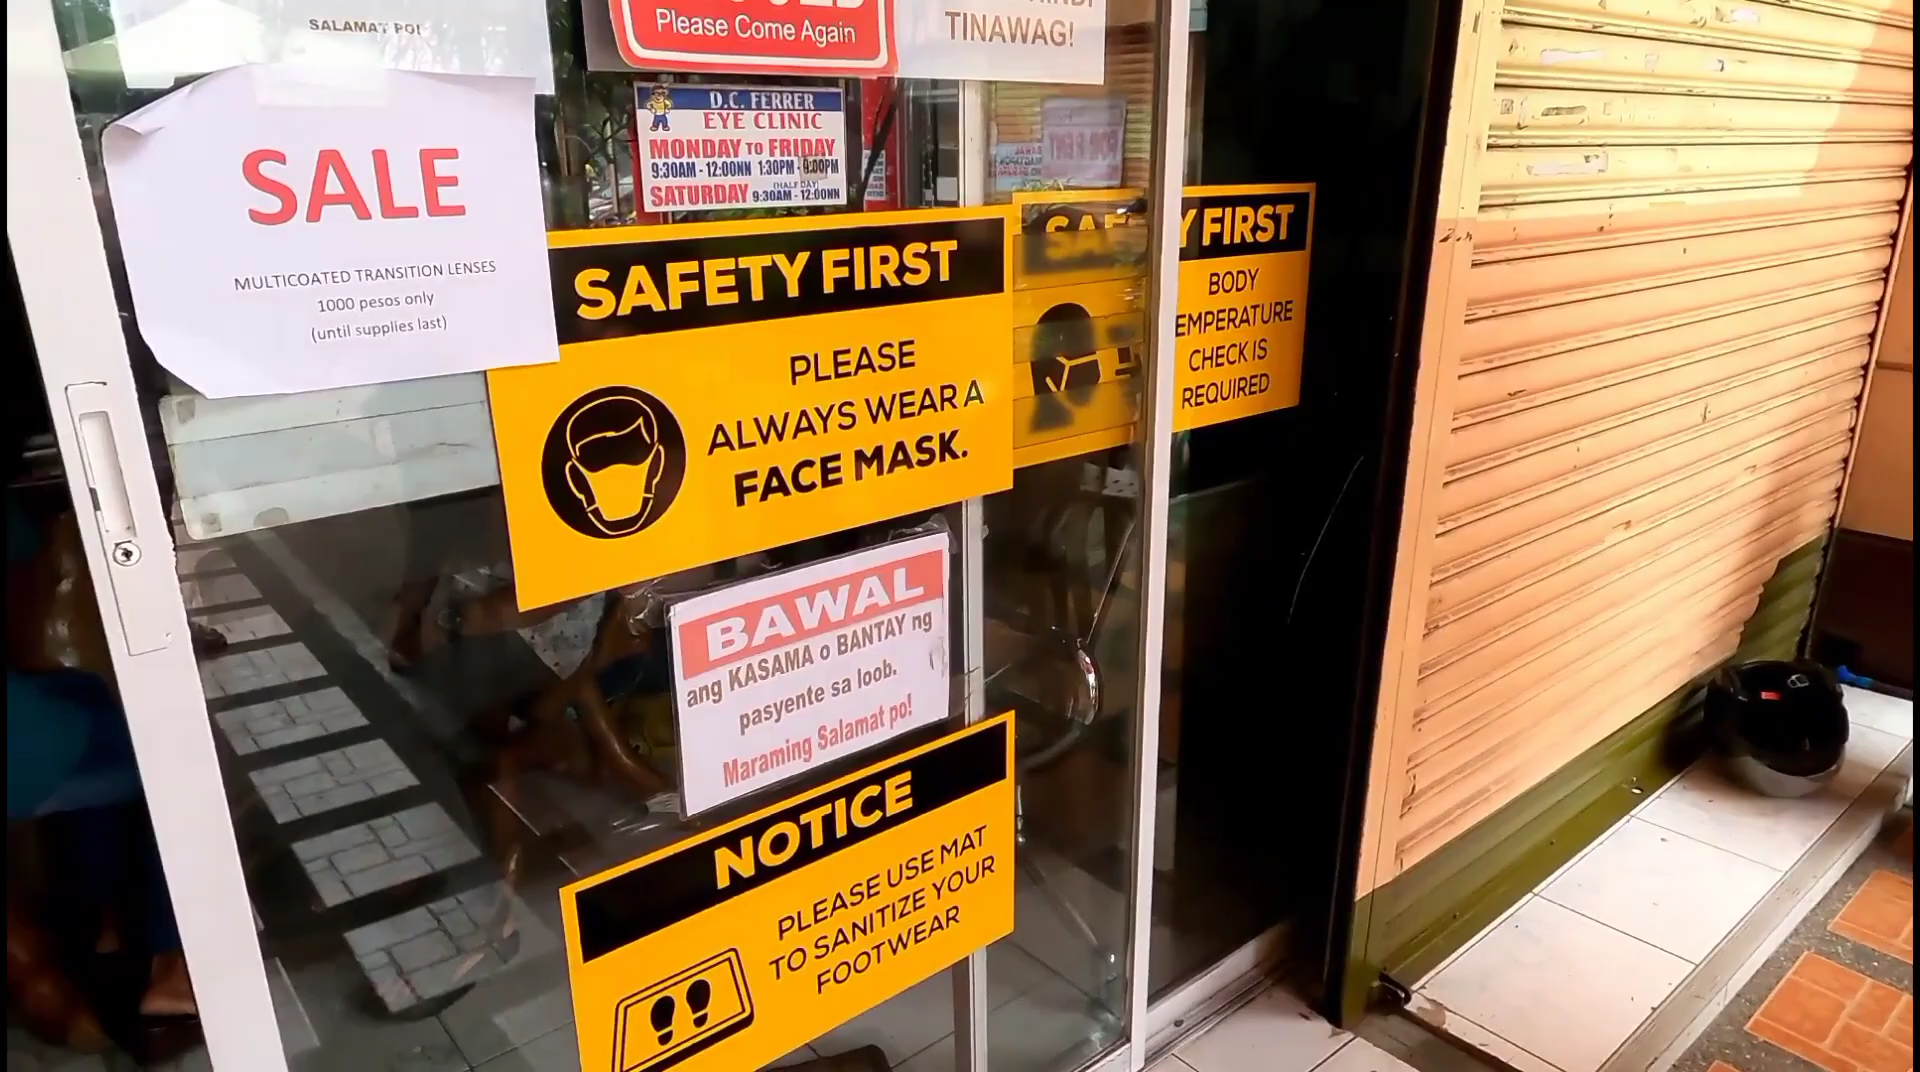 SALAMAT PO!
Please Come Again
TINAWAG!
SALE
MULTICOATED TRANSITION LENSES
1000 pesos only
(until supplies last)
D.C. FERRER
EYE CLINIC
MONDAY TO FRIDAY
9:30AM - 12:00NN 1:30PM -
SATURDAY (HALF DAY) 9:30AM - 12:00NN
SAFETY FIRST
PLEASE
ALWAYS WEAR A
FACE MASK.
FIRST
BODY
EMPERATURE
CHECK IS
REQUIRED
BAWAL
ang KASAMA o BANTAY ng
pasyente sa loob.
Maraming Salamat po!
NOTICE
PLEASE USE MAT
TO SANITIZE YOUR
FOOTWEAR